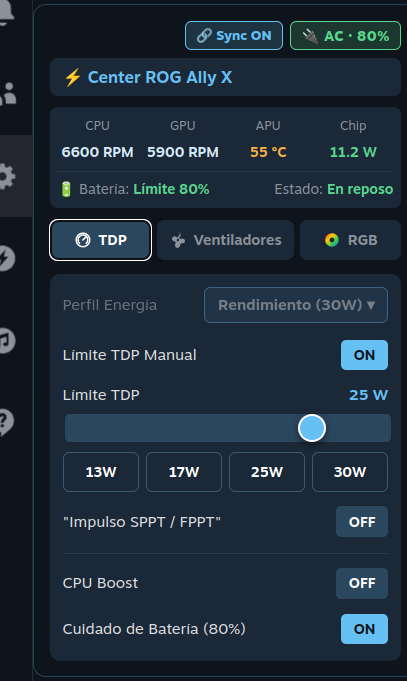 🔗 Sync ON 🔌 AC · 80%
⚡ Center ROG Ally X
CPU GPU APU Chip
6600 RPM 5900 RPM 55 °C 11.2 W
🔋 Batería: Límite 80% Estado: En reposo
TDP Ventiladores RGB
Perfil Energía Rendimiento (30W) ▾
Límite TDP Manual ON
Límite TDP 25 W
13W 17W 25W 30W
"Impulso SPPT / FPPT" OFF
CPU Boost OFF
Cuidado de Batería (80%) ON